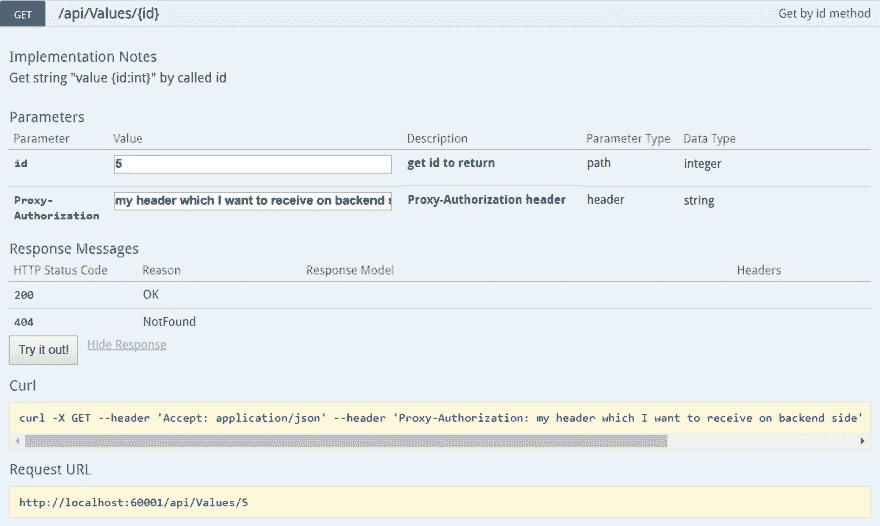 GET /api/Values/{id} Get by id method
Implementation Notes
Get string "value {id:int}" by called id
Parameters
Parameter Value Description Parameter Type Data Type
id 5 get id to return path integer
Proxy- my header which I want to receive on backend s Proxy-Authorization header header string
Authorization
Response Messages
HTTP Status Code Reason Response Model Headers
200 OK
404 NotFound
Try it out! Hide Response
Curl
curl -X GET --header 'Accept: application/json' --header 'Proxy-Authorization: my header which I want to receive on backend side'
Request URL
http://localhost:60001/api/Values/5